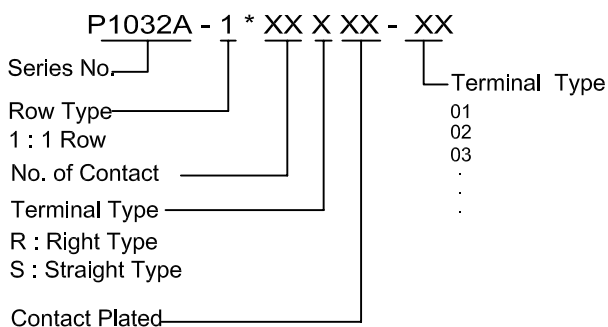 P1032A - 1 * XX X XX - XX
Series No.
Terminal Type
Row Type
01
1 : 1 Row
02
03
No. of Contact
.
.
Terminal Type
.
R : Right Type
S : Straight Type
Contact Plated